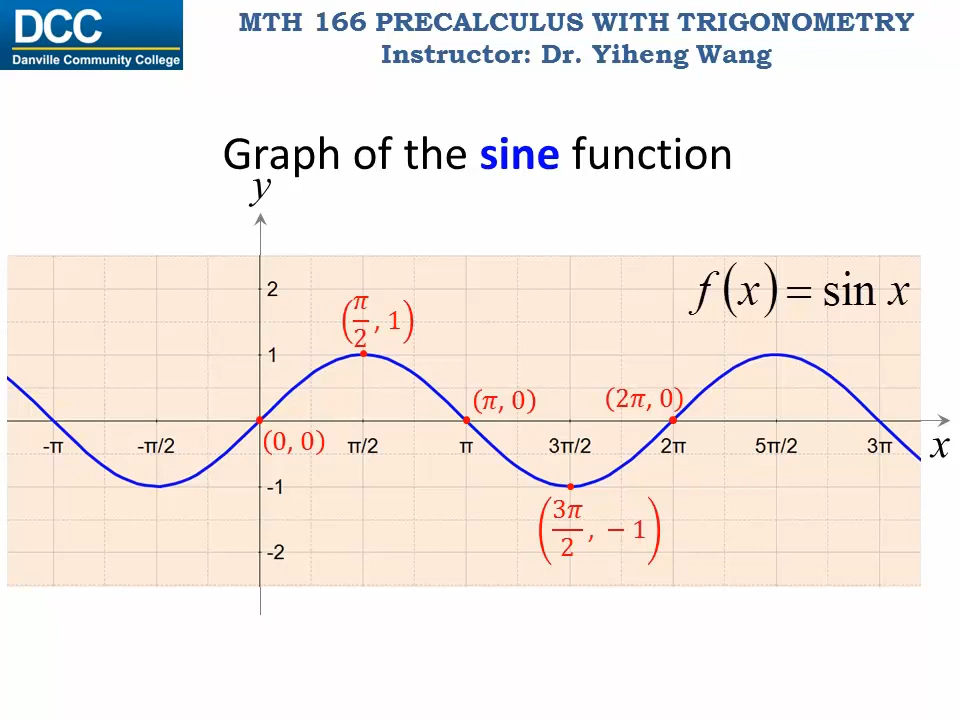 DCC
Danville Community College
MTH 166 PRECALCULUS WITH TRIGONOMETRY
Instructor: Dr. Yiheng Wang
Graph of the sine function
y
f(x) = sin x
2
(π/2, 1)
1
(π, 0)
(2π, 0)
-π
-π/2
(0, 0)
π/2
π
3π/2
2π
5π/2
3π
x
-1
(3π/2, −1)
-2